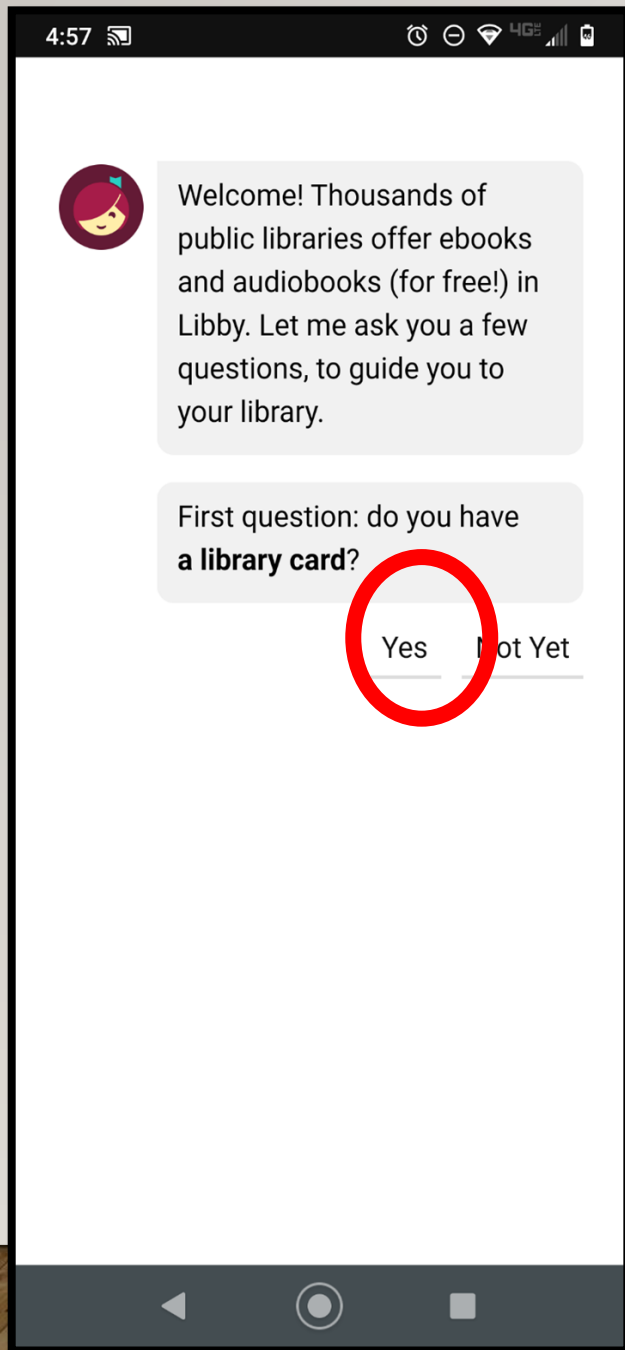 4:57
4G
Welcome! Thousands of
public libraries offer ebooks
and audiobooks (for free!) in
Libby. Let me ask you a few
questions, to guide you to
your library.
First question: do you have
a library card?
Yes
Not Yet